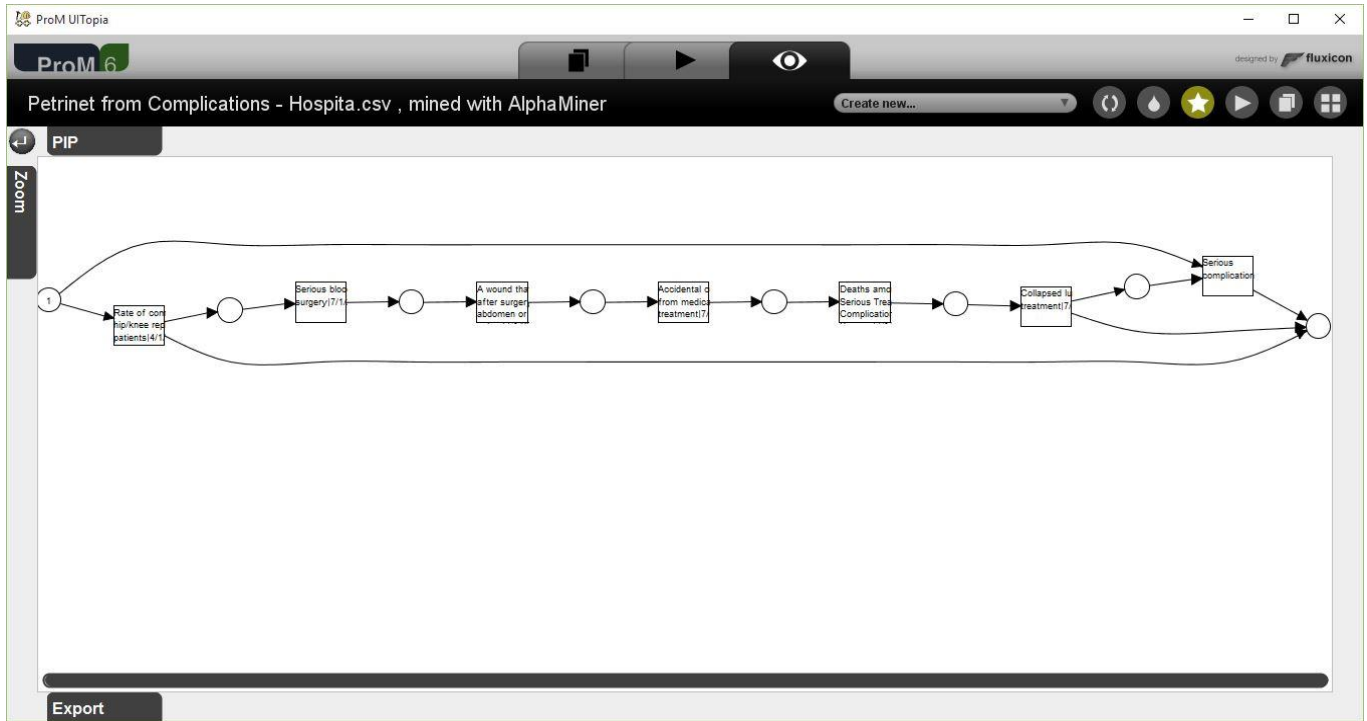 ProM UITopia
ProM 6
designed by fluxicon
Petrinet from Complications - Hospita.csv , mined with AlphaMiner
Create new...
PIP
Zoom
1
Rate of com
hip/knee rep
patients|4/1/
Serious bloo
surgery|7/1/
A wound tha
after surger
abdomen or
Accidental c
from medica
treatment|7/
Deaths amo
Serious Trea
Complication
Collapsed lu
treatment|7/
Serious
complication
Export